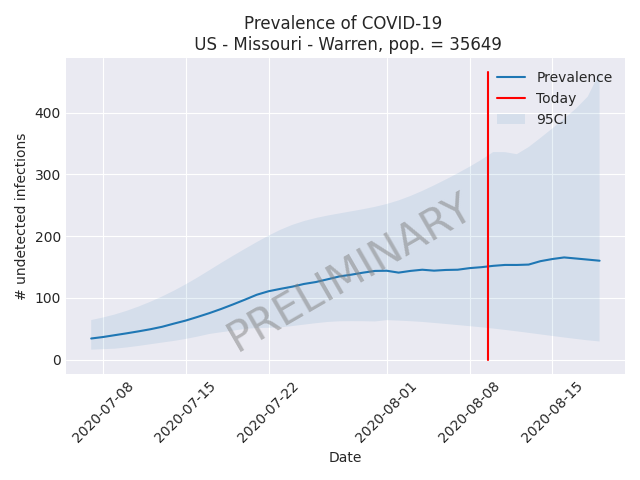 Prevalence of COVID-19
US - Missouri - Warren, pop. = 35649
Prevalence
Today
95CI
400
300
200
100
0
# undetected infections
PRELIMINARY
2020-07-08
2020-07-15
2020-07-22
2020-08-01
2020-08-08
2020-08-15
Date